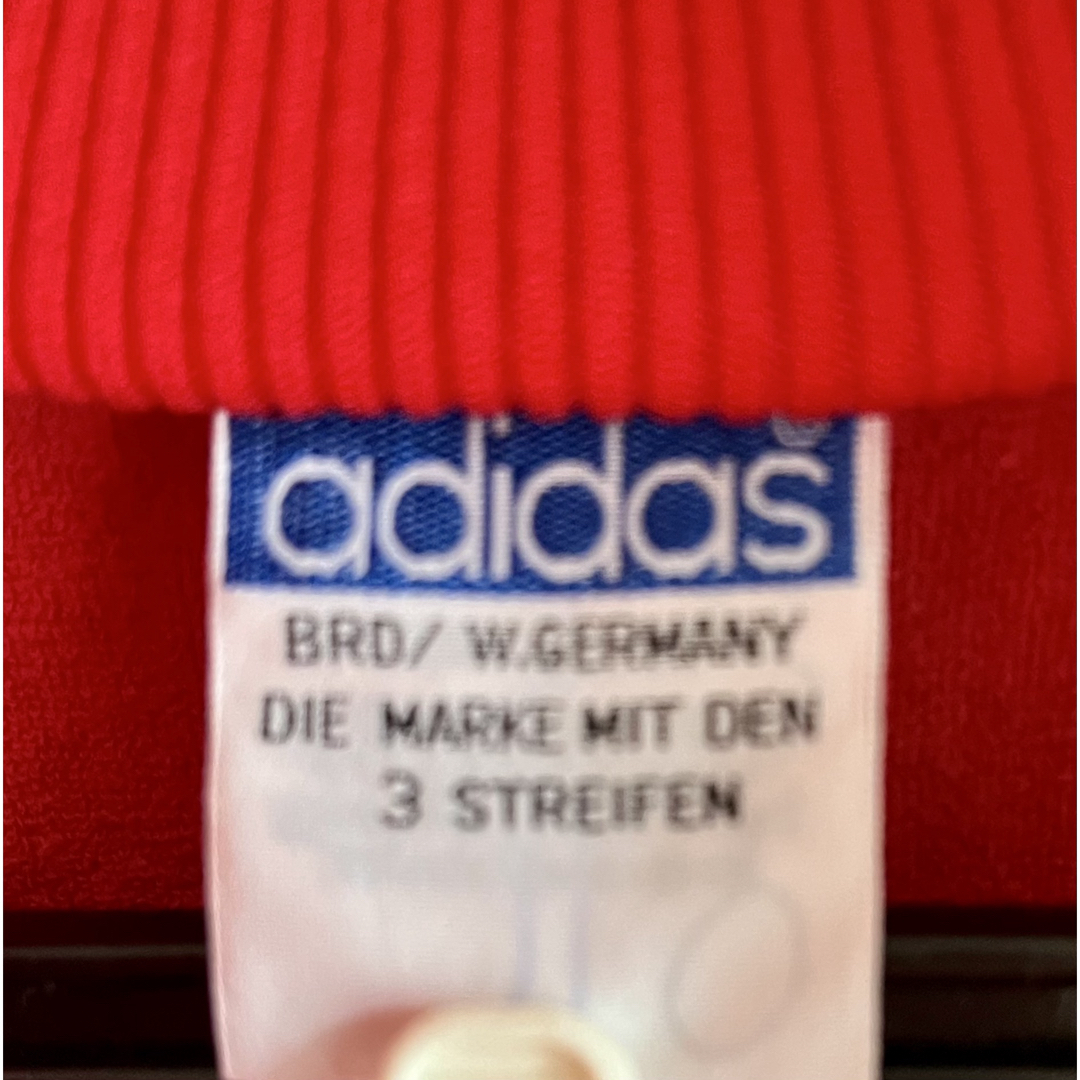 adidas®
BRD/ W.GERMANY
DIE MARKE MIT DEN
3 STREIFEN